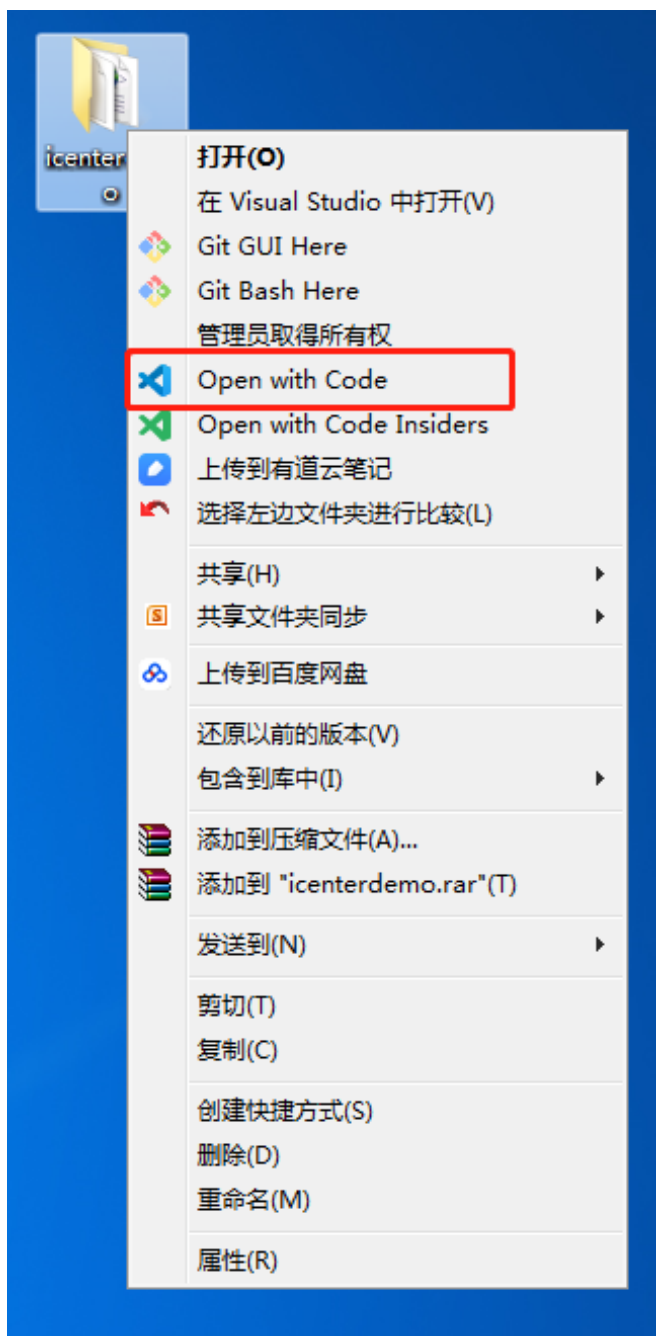 icenter
o
打开(O)
在 Visual Studio 中打开(V)
Git GUI Here
Git Bash Here
管理员取得所有权
Open with Code
Open with Code Insiders
上传到有道云笔记
选择左边文件夹进行比较(L)
共享(H)
共享文件夹同步
上传到百度网盘
还原以前的版本(V)
包含到库中(I)
添加到压缩文件(A)...
添加到 "icenterdemo.rar"(T)
发送到(N)
剪切(T)
复制(C)
创建快捷方式(S)
删除(D)
重命名(M)
属性(R)